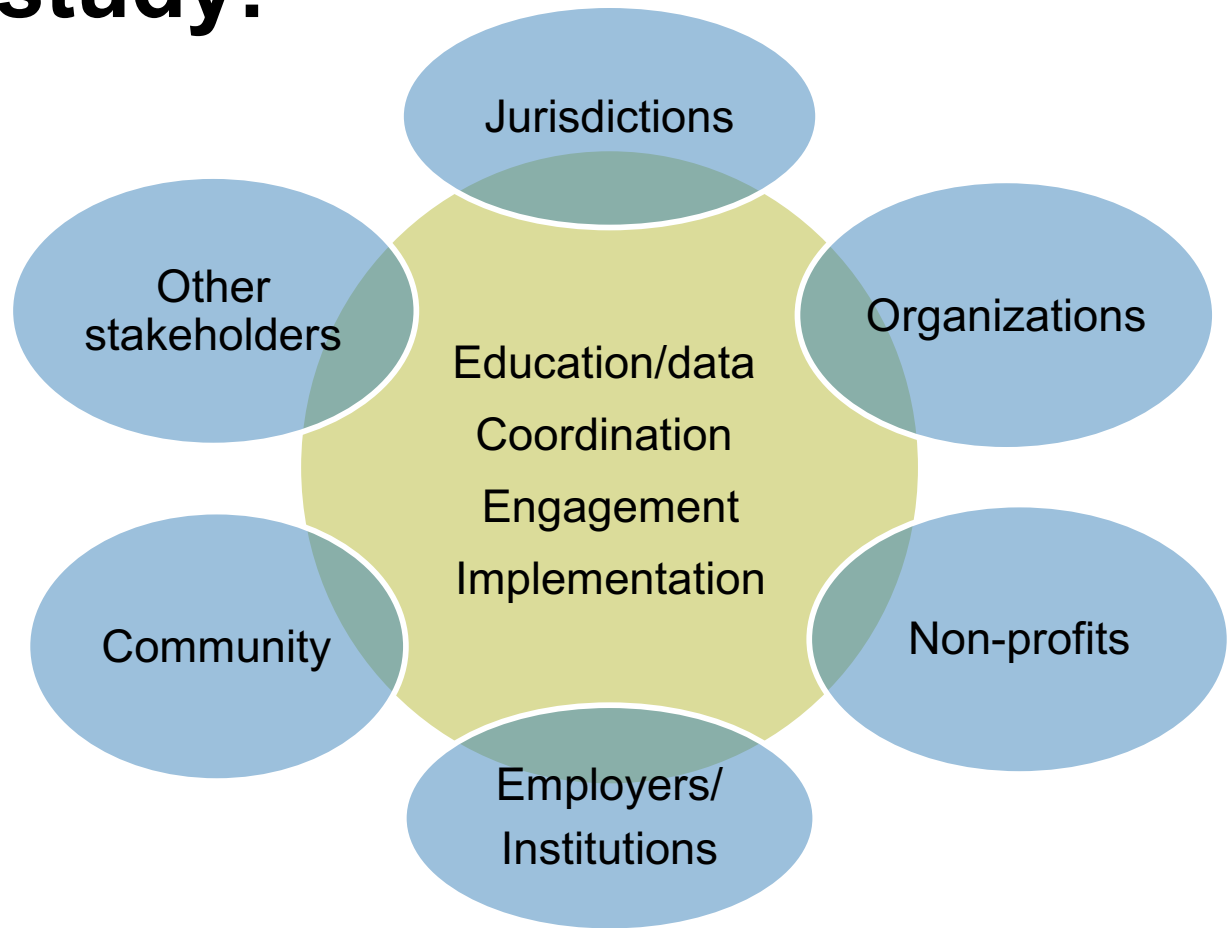 study:
Jurisdictions
Other
stakeholders
Organizations
Education/data
Coordination
Engagement
Implementation
Community
Non-profits
Employers/
Institutions